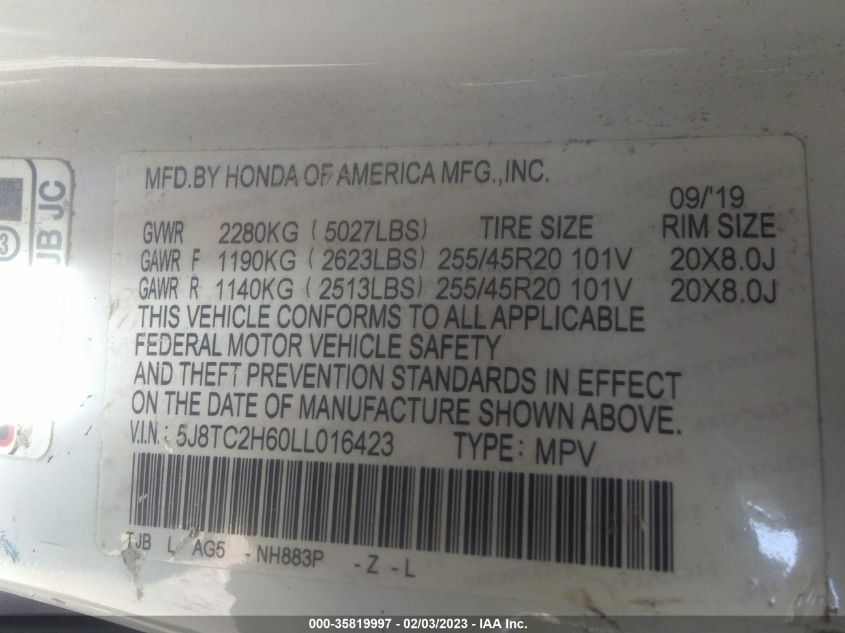 MFD.BY HONDA OF AMERICA MFG.,INC.
09/'19
GVWR 2280KG (5027LBS) TIRE SIZE RIM SIZE
GAWR F 1190KG (2623LBS) 255/45R20 101V 20X8.0J
GAWR R 1140KG (2513LBS) 255/45R20 101V 20X8.0J
THIS VEHICLE CONFORMS TO ALL APPLICABLE
FEDERAL MOTOR VEHICLE SAFETY
AND THEFT PREVENTION STANDARDS IN EFFECT
ON THE DATE OF MANUFACTURE SHOWN ABOVE.
V.I.N.: 5J8TC2H60LL016423 TYPE: MPV
TJB L AG5 -NH883P -Z-L
JB JC
3
000-35819997 - 02/03/2023 - IAA Inc.